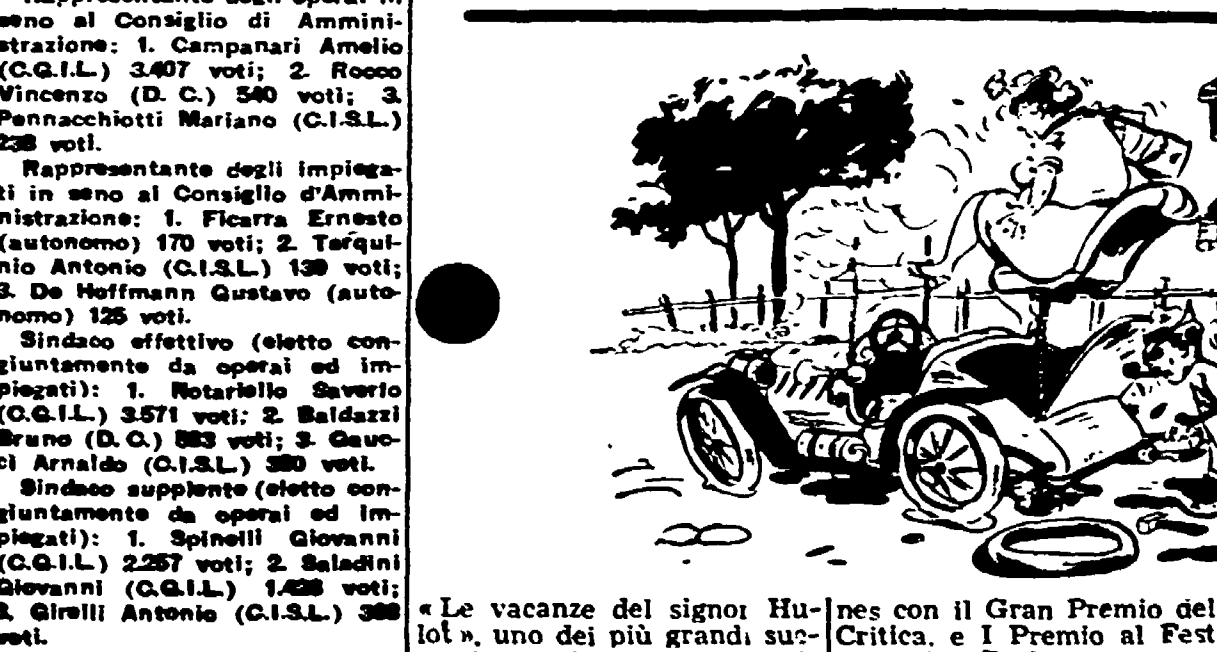 Rappresentante degli operai in
seno al Consiglio di Ammini-
strazione: 1. Campanari Amelio
(C.G.I.L.) 3.407 voti; 2. Rocco
Vincenzo (D. C.) 540 voti; 3.
Pennacchiotti Mariano (C.I.S.L.)
238 voti.
Rappresentante degli impiega-
ti in seno al Consiglio d'Ammi-
nistrazione: 1. Ficarra Ernesto
(autonomo) 170 voti; 2. Tarqui-
nio Antonio (C.I.S.L.) 139 voti;
3. De Hoffmann Gustavo (auto-
nomo) 125 voti.
Sindaco effettivo (eletto con-
giuntamente da operai ed im-
piegati): 1. Notariello Saverio
(C.G.I.L.) 3.571 voti; 2. Baldazzi
Bruno (D. C.) voti; 3. Gauc-
ci Arnaldo (C.I.S.L.) voti.
Sindaco supplente (eletto con-
giuntamente da operai ed im-
piegati): 1. Spinelli Giovanni
(C.G.I.L.) 2.257 voti; 2. Saladini
Giovanni (C.G.I.L.) voti;
3. Girelli Antonio (C.I.S.L.)
voti.
« Le vacanze del signor Hu-
lot », uno dei più grandi suc-
nes con il Gran Premio del
Critica, e I Premio al Fest